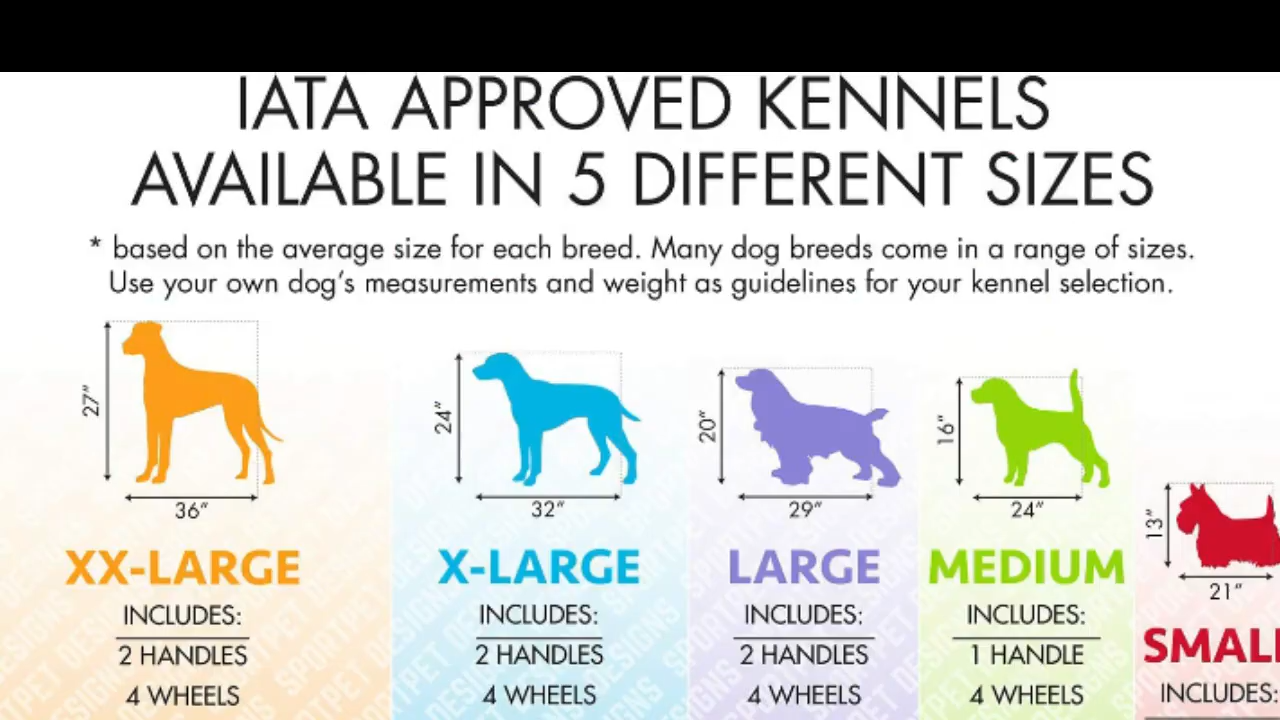 IATA APPROVED KENNELS
AVAILABLE IN 5 DIFFERENT SIZES
* based on the average size for each breed. Many dog breeds come in a range of sizes.
Use your own dog's measurements and weight as guidelines for your kennel selection.
27"
36"
XX-LARGE
INCLUDES:
2 HANDLES
4 WHEELS
24"
32"
X-LARGE
INCLUDES:
2 HANDLES
4 WHEELS
20"
29"
LARGE
INCLUDES:
2 HANDLES
4 WHEELS
16"
24"
MEDIUM
INCLUDES:
1 HANDLE
4 WHEELS
13"
21"
SMALL
INCLUDES: